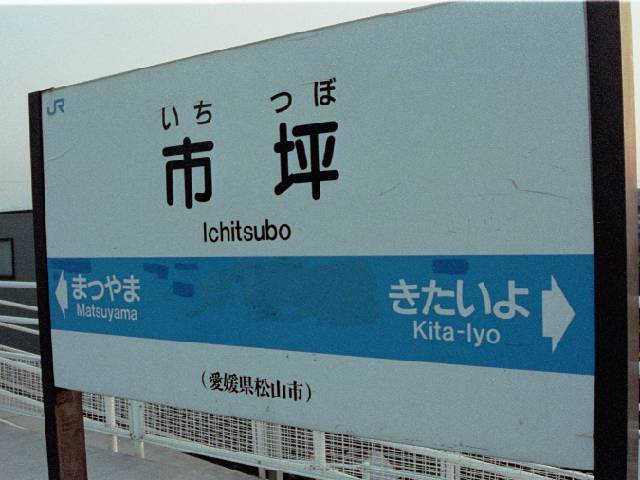 JR
いちつぼ
市坪
Ichitsubo
まつやま きたいよ
Matsuyama Kita-Iyo
(愛媛県松山市)